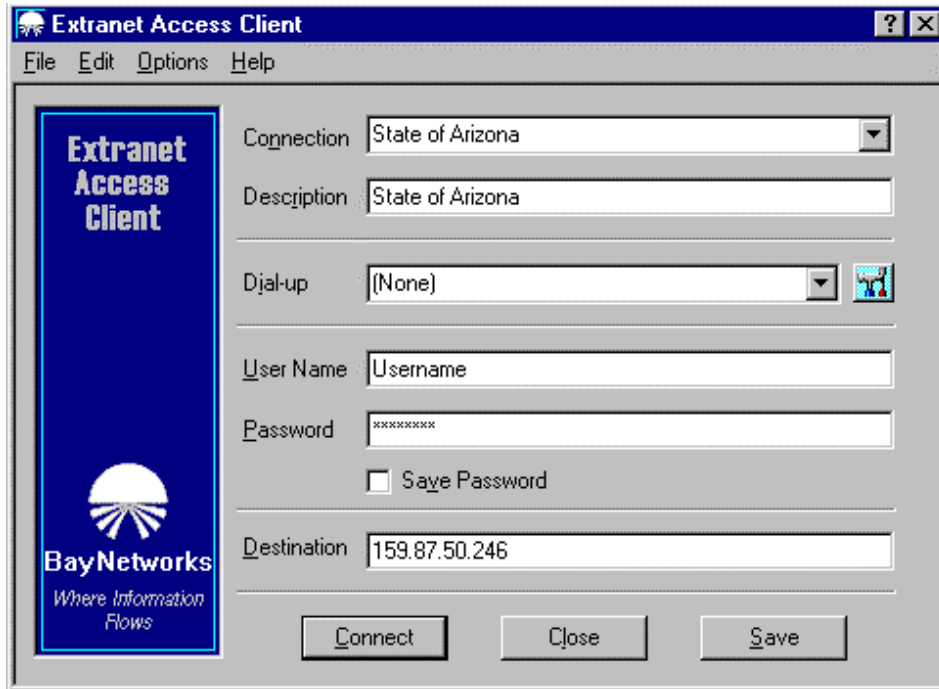 Extranet Access Client
File Edit Options Help
Extranet
Access
Client
Connection State of Arizona
Description State of Arizona
Dial-up (None)
User Name Username
Password ********
Save Password
Destination 159.87.50.246
BayNetworks
Where Information
Flows
Connect Close Save